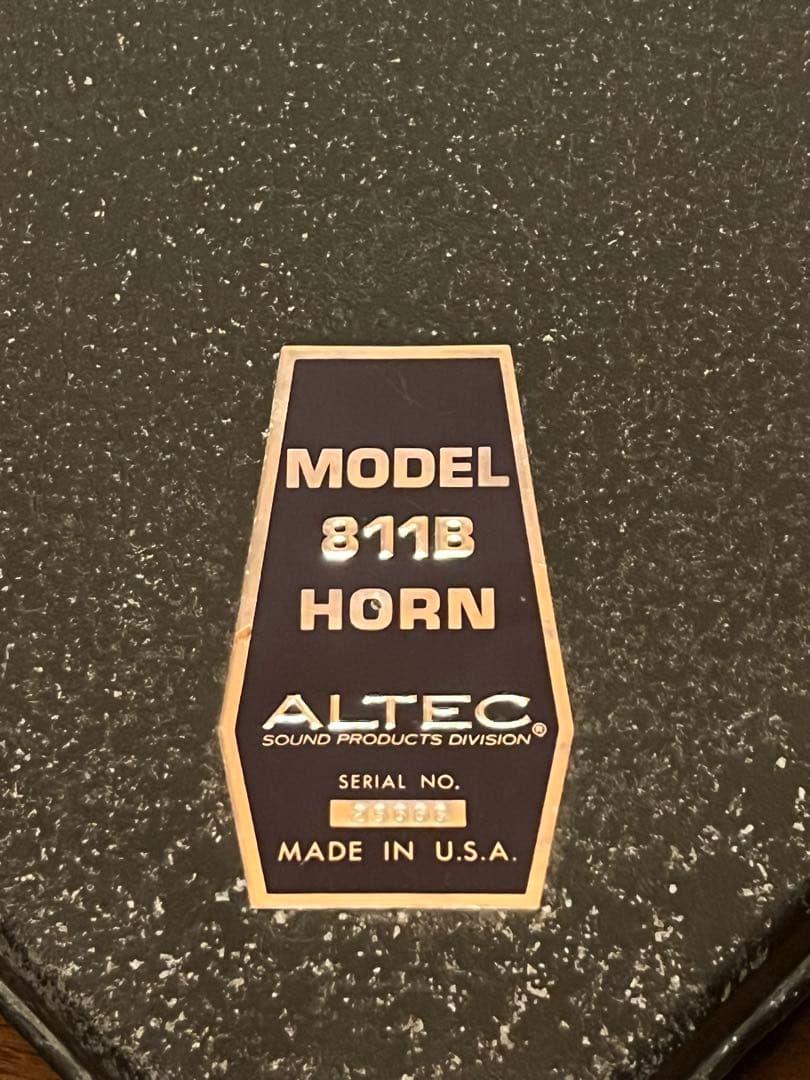 MODEL
811B
HORN
ALTEC
SOUND PRODUCTS DIVISION®
SERIAL NO.
MADE IN U.S.A.